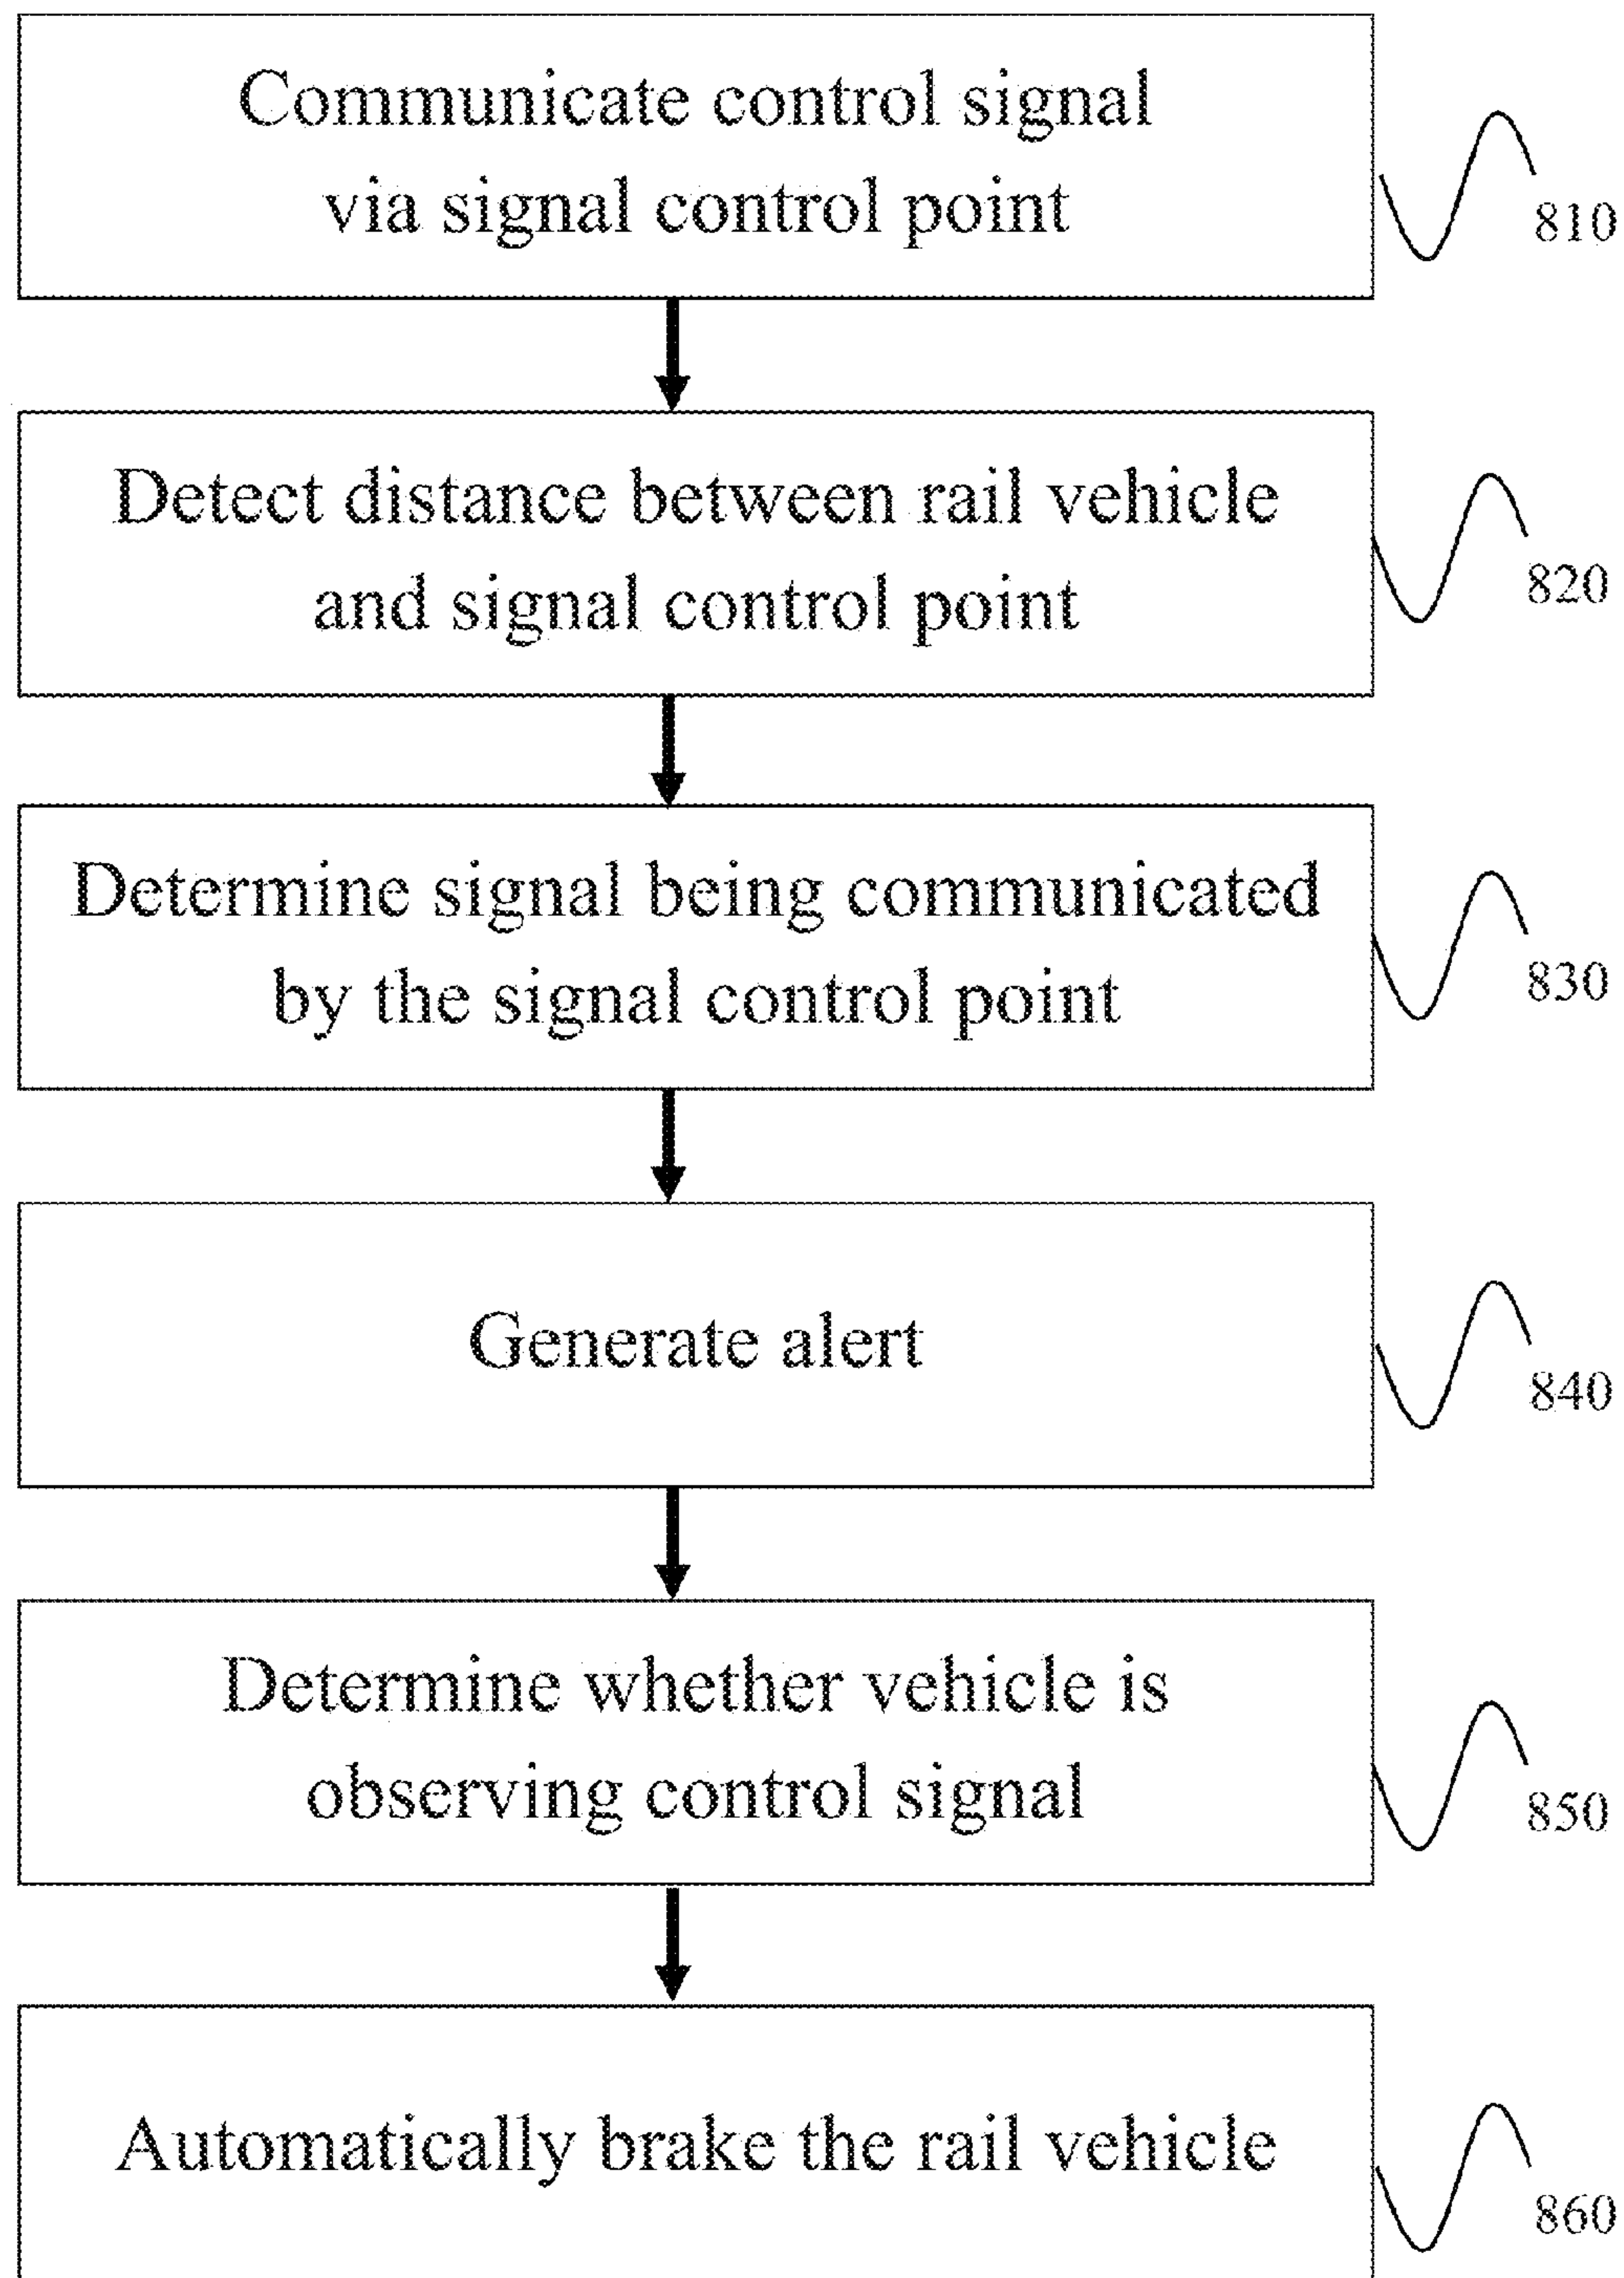 Communicate control signal
via signal control point
810
Detect distance between rail vehicle
and signal control point
820
Determine signal being communicated
by the signal control point
830
Generate alert
840
Determine whether vehicle is
observing control signal
850
Automatically brake the rail vehicle
860